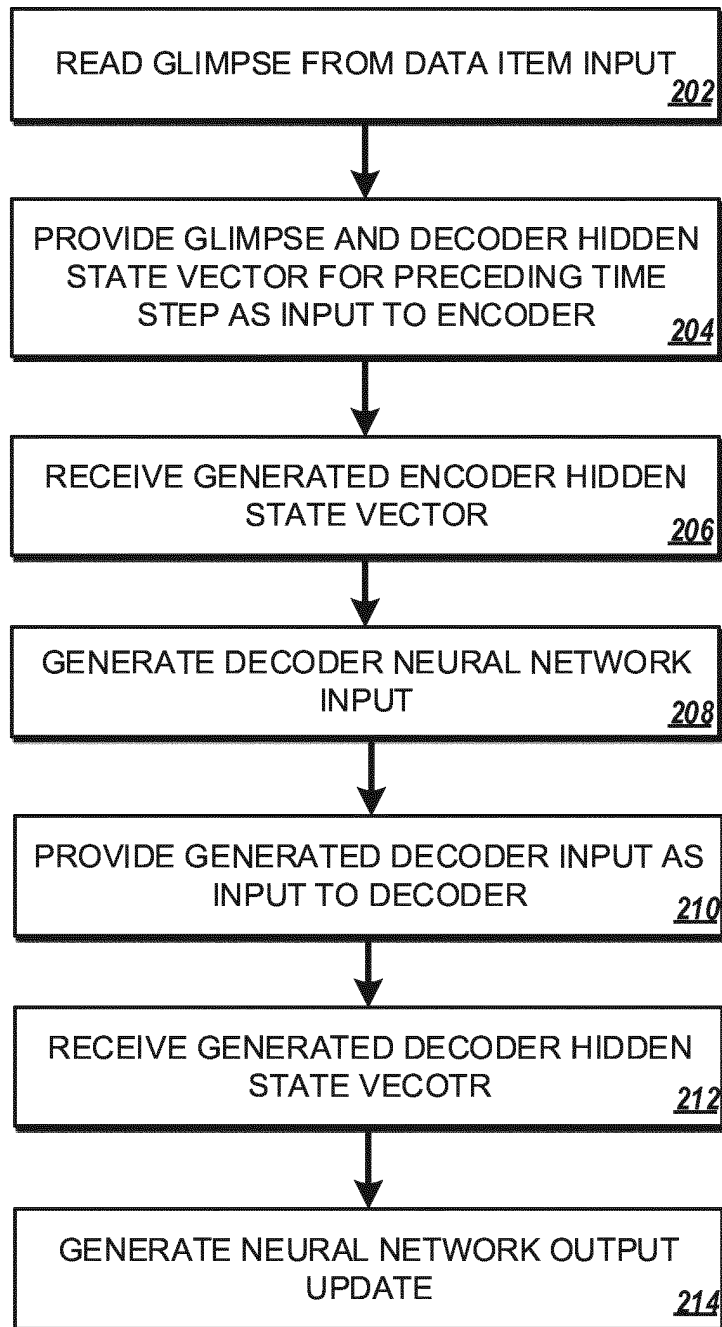 READ GLIMPSE FROM DATA ITEM INPUT
202
PROVIDE GLIMPSE AND DECODER HIDDEN
STATE VECTOR FOR PRECEDING TIME
STEP AS INPUT TO ENCODER
204
RECEIVE GENERATED ENCODER HIDDEN
STATE VECTOR
206
GENERATE DECODER NEURAL NETWORK
INPUT
208
PROVIDE GENERATED DECODER INPUT AS
INPUT TO DECODER
210
RECEIVE GENERATED DECODER HIDDEN
STATE VECOTR
212
GENERATE NEURAL NETWORK OUTPUT
UPDATE
214